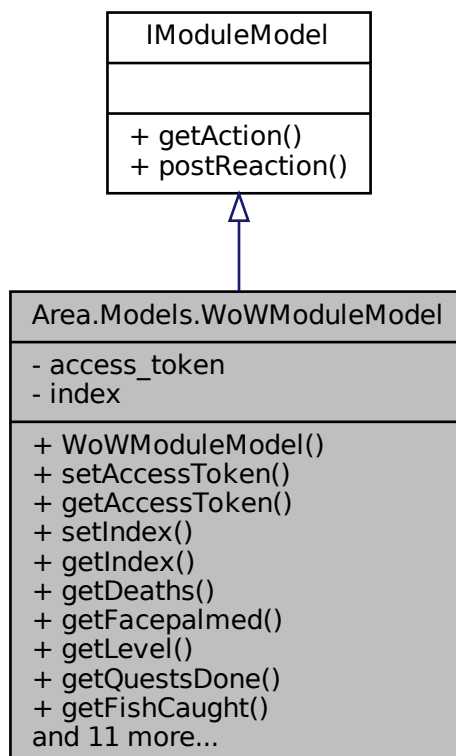 IModuleModel
+ getAction()
+ postReaction()
Area.Models.WoWModuleModel
- access_token
- index
+ WoWModuleModel()
+ setAccessToken()
+ getAccessToken()
+ setIndex()
+ getIndex()
+ getDeaths()
+ getFacepalmed()
+ getLevel()
+ getQuestsDone()
+ getFishCaught()
and 11 more...